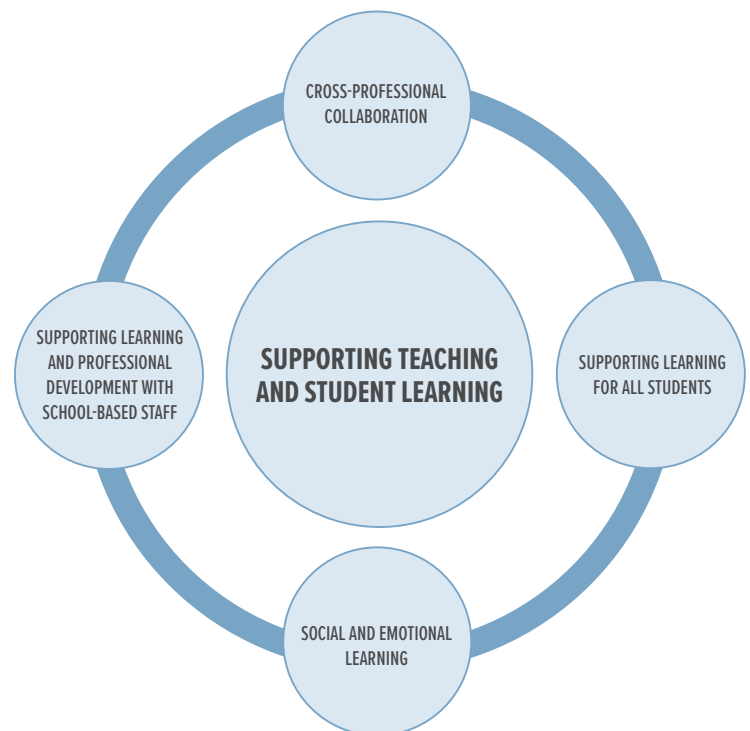 CROSS-PROFESSIONAL
COLLABORATION
SUPPORTING LEARNING
AND PROFESSIONAL
DEVELOPMENT WITH
SCHOOL-BASED STAFF
SUPPORTING TEACHING
AND STUDENT LEARNING
SUPPORTING LEARNING
FOR ALL STUDENTS
SOCIAL AND EMOTIONAL
LEARNING